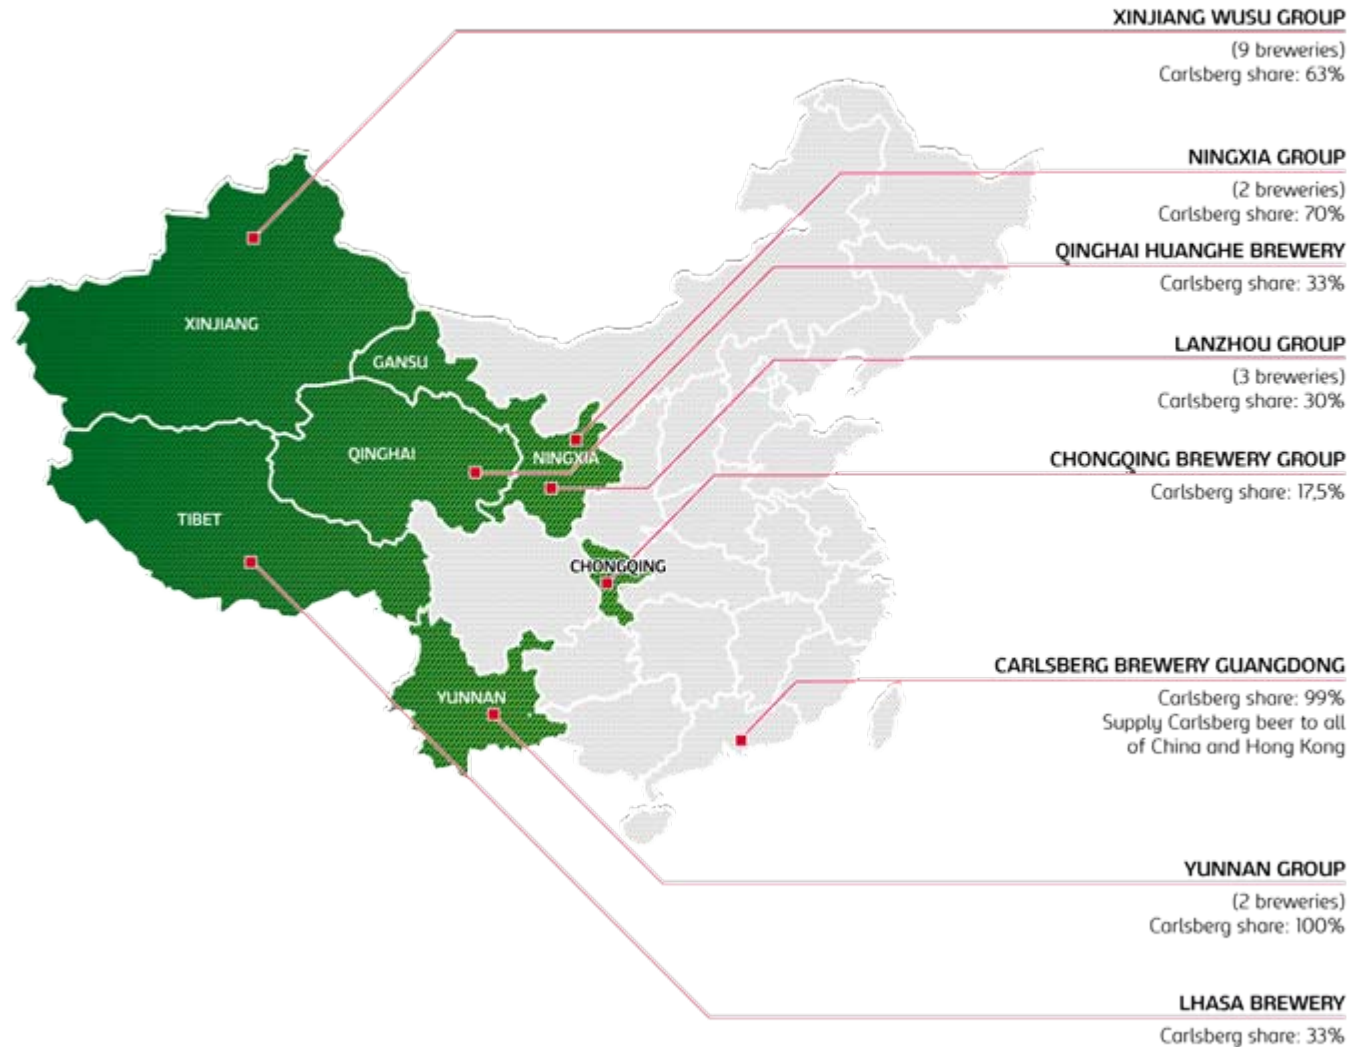 XINJIANG WUSU GROUP
(9 breweries)
Carlsberg share: 63%
NINGXIA GROUP
(2 breweries)
Carlsberg share: 70%
QINGHAI HUANGHE BREWERY
Carlsberg share: 33%
LANZHOU GROUP
(3 breweries)
Carlsberg share: 30%
CHONGQING BREWERY GROUP
Carlsberg share: 17,5%
CARLSBERG BREWERY GUANGDONG
Carlsberg share: 99%
Supply Carlsberg beer to all
of China and Hong Kong
YUNNAN GROUP
(2 breweries)
Carlsberg share: 100%
LHASA BREWERY
Carlsberg share: 33%
XINJIANG
GANSU
QINGHAI
NINGXIA
TIBET
CHONGQING
YUNNAN